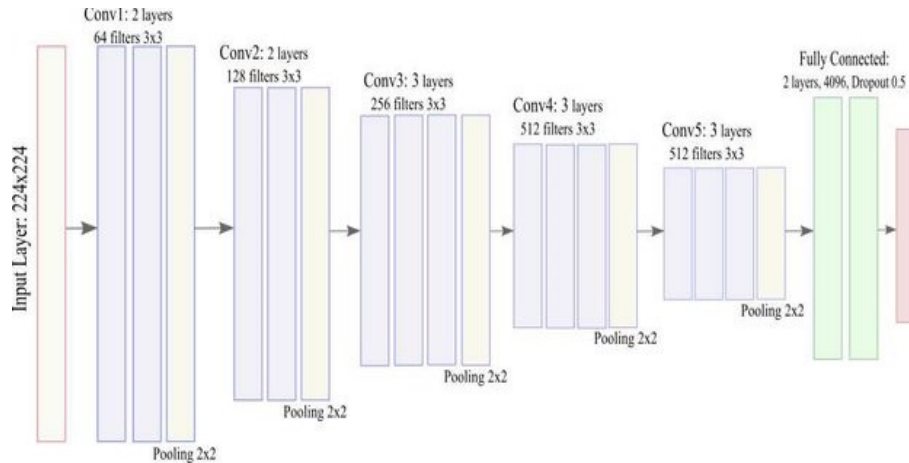 Conv1: 2 layers
64 filters 3x3
Conv2: 2 layers
128 filters 3x3
Conv3: 3 layers
256 filters 3x3
Conv4: 3 layers
512 filters 3x3
Conv5: 3 layers
512 filters 3x3
Fully Connected:
2 layers, 4096, Dropout 0.5
Input Layer: 224x224
Pooling 2x2
Pooling 2x2
Pooling 2x2
Pooling 2x2
Pooling 2x2